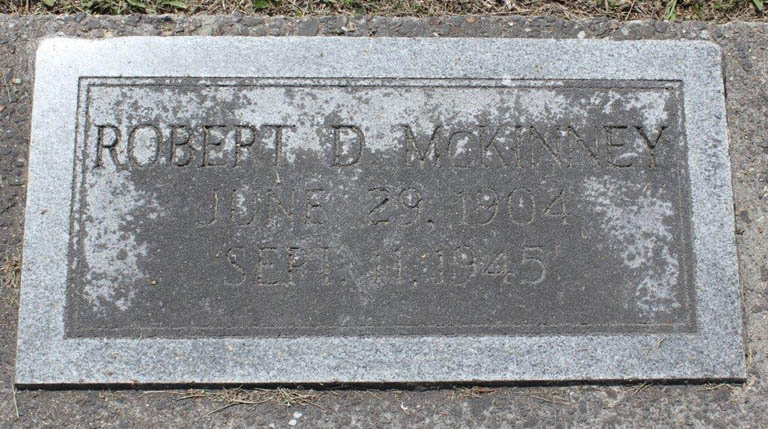 ROBERT D. McKINNEY
JUNE 29, 1904
SEPT. 11, 1945